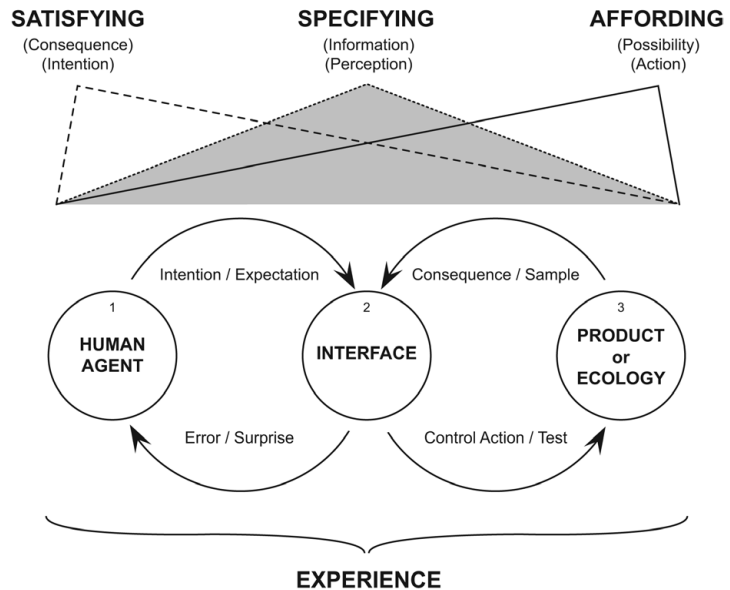 SATISFYING
(Consequence)
(Intention)
SPECIFYING
(Information)
(Perception)
AFFORDING
(Possibility)
(Action)
Intention / Expectation
Consequence / Sample
1
HUMAN
AGENT
2
INTERFACE
3
PRODUCT
or
ECOLOGY
Error / Surprise
Control Action / Test
EXPERIENCE